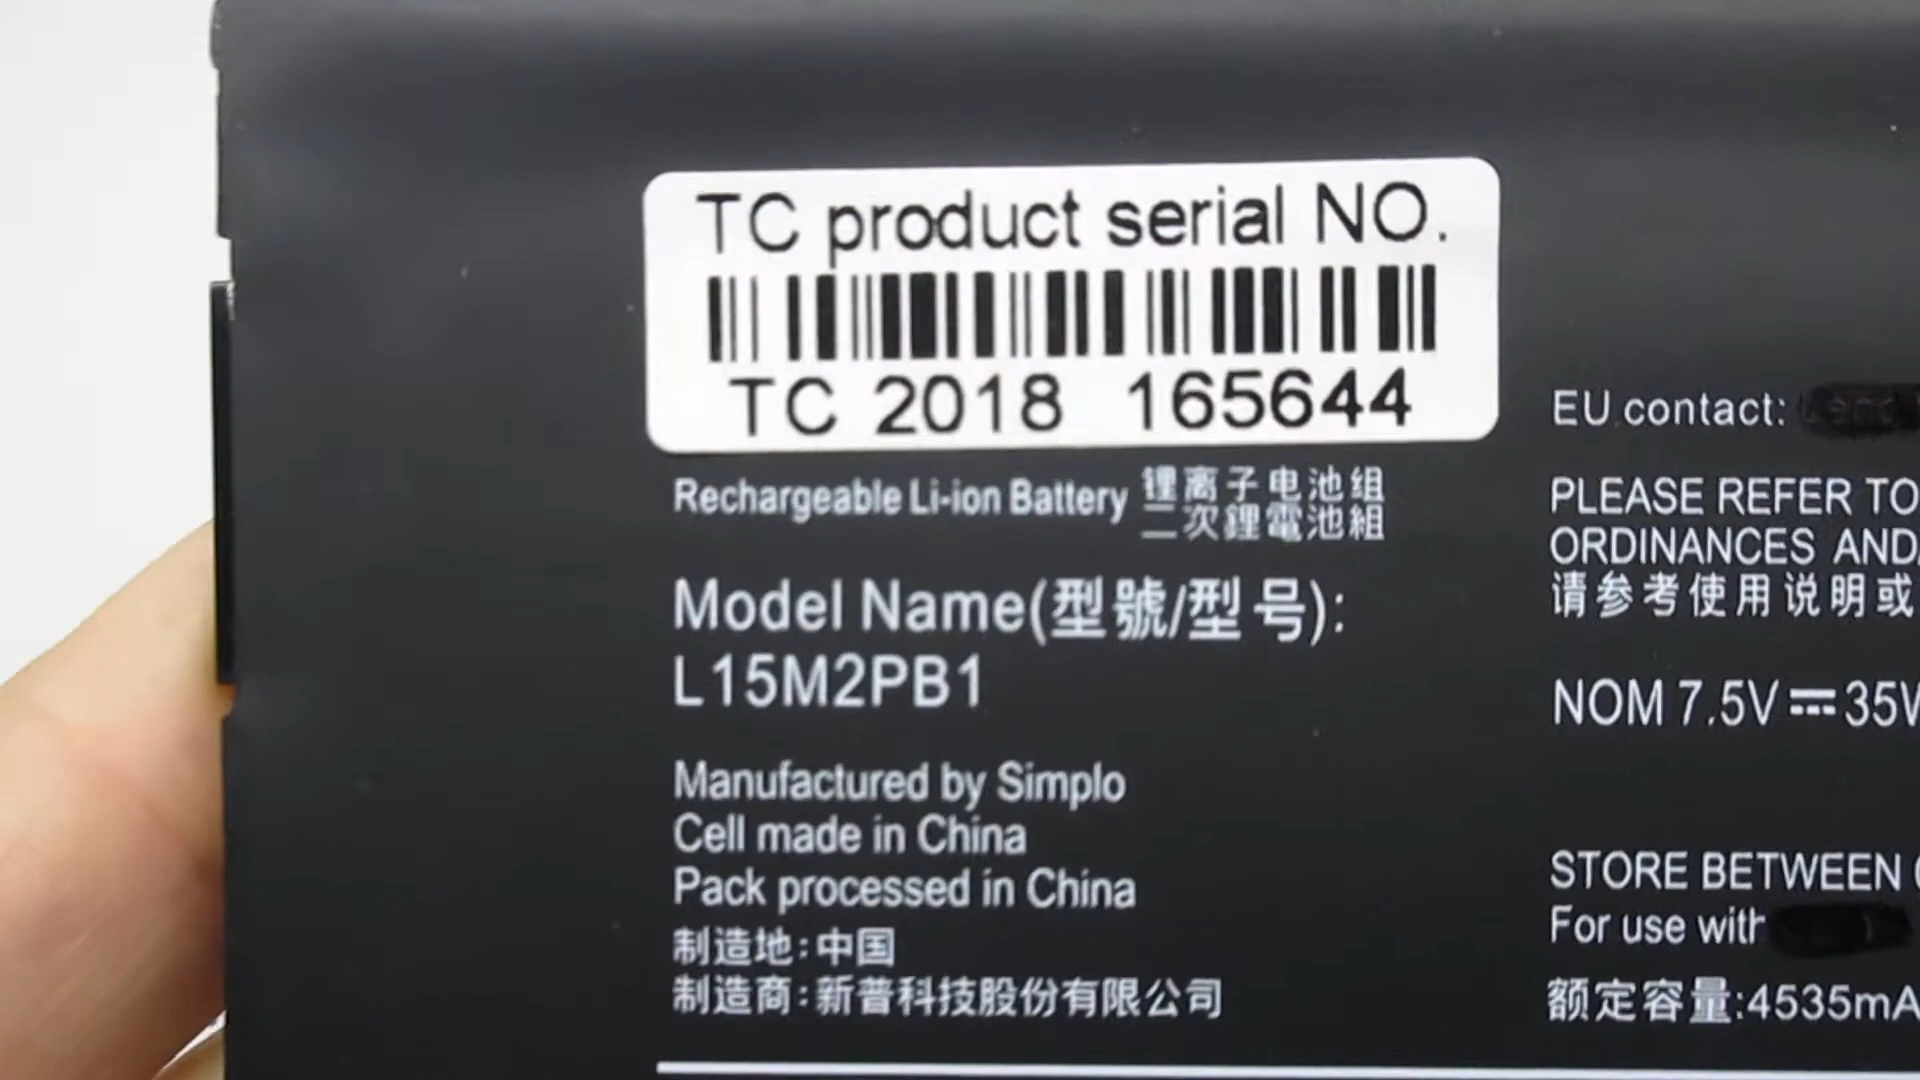 TC product serial NO.
TC 2018 165644
Rechargeable Li-ion Battery 锂离子电池组
二次鋰電池組
Model Name(型號/型号):
L15M2PB1
Manufactured by Simplo
Cell made in China
Pack processed in China
制造地:中国
制造商:新普科技股份有限公司
EU contact:
PLEASE REFER TO
ORDINANCES AND
请参考使用说明或
NOM 7.5V⎓35W
STORE BETWEEN
For use with
额定容量:4535mA